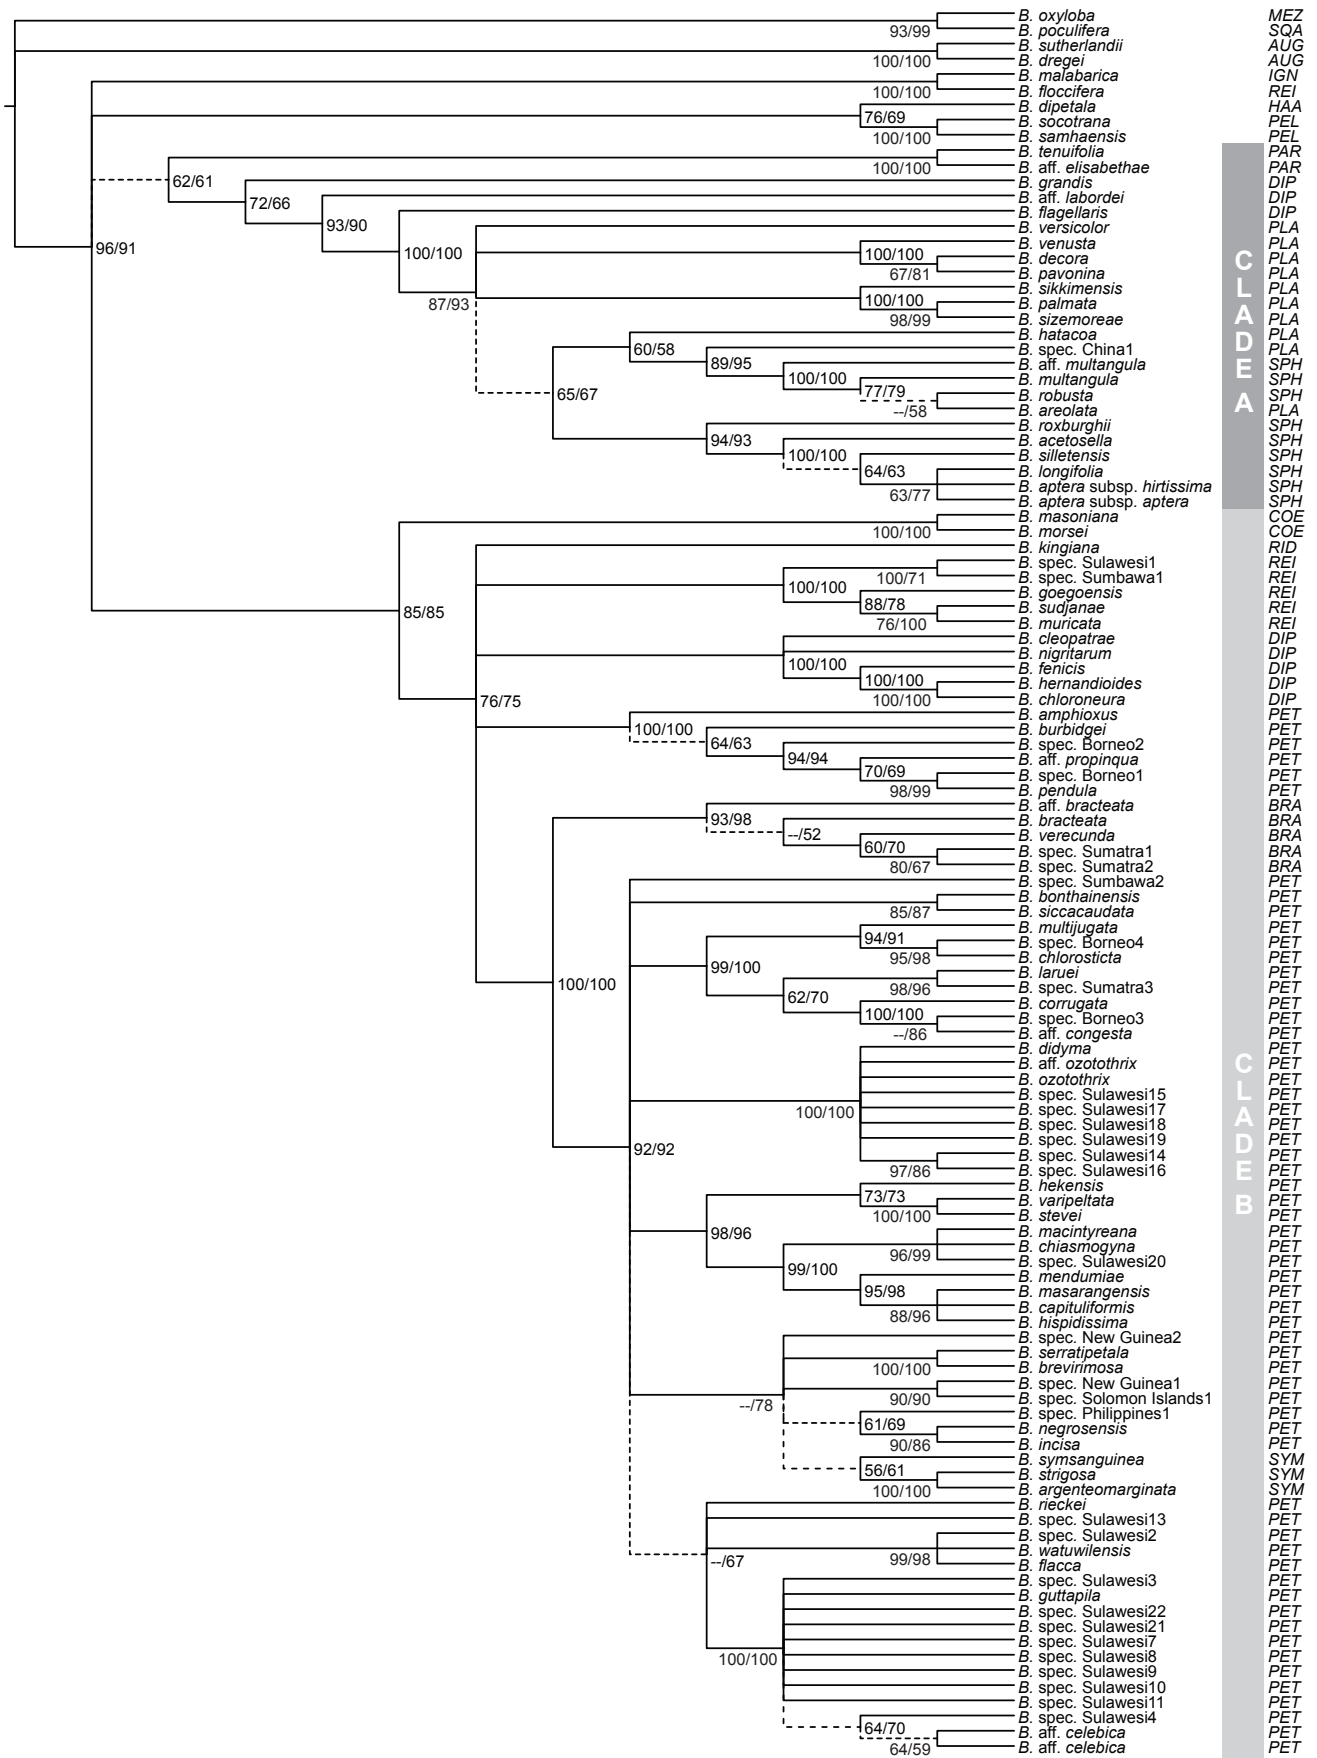 B. oxyloba MEZ
93/99 B. poculifera SQA
B. sutherlandii AUG
100/100 B. dregei AUG
B. malabarica IGN
100/100 B. floccifera REI
B. dipetala HAA
76/69 B. socotrana PEL
100/100 B. samhaensis PEL
B. tenuifolia PAR
100/100 B. aff. elisabethae PAR
62/61 B. grandis DIP
72/66 B. aff. labordei DIP
93/90 B. flagellaris DIP
B. versicolor PLA
96/91 100/100 B. venusta PLA
100/100 B. decora PLA
67/81 B. pavonina PLA
B. sikkimensis PLA
87/93 100/100 B. palmata PLA
98/99 B. sizemoreae PLA
B. hatacoa PLA
60/58 B. spec. China1 PLA
89/95 B. aff. multangula SPH
100/100 B. multangula SPH
65/67 77/79 B. robusta SPH
--/58 B. areolata PLA
B. roxburghii SPH
94/93 B. acetosella SPH
100/100 B. silletensis SPH
64/63 B. longifolia SPH
63/77 B. aptera subsp. hirtissima SPH
B. aptera subsp. aptera SPH
CLADE A
B. masoniana COE
100/100 B. morsei COE
B. kingiana RID
B. spec. Sulawesi1 REI
100/100 100/71 B. spec. Sumbawa1 REI
B. goegoensis REI
85/85 88/78 B. sudjanae REI
76/100 B. muricata REI
B. cleopatrae DIP
100/100 B. nigritarum DIP
B. fenicis DIP
100/100 B. hernandioides DIP
76/75 100/100 B. chloroneura DIP
B. amphioxus PET
100/100 B. burbidgei PET
64/63 B. spec. Borneo2 PET
94/94 B. aff. propinqua PET
70/69 B. spec. Borneo1 PET
98/99 B. pendula PET
B. aff. bracteata BRA
93/98 B. bracteata BRA
--/52 B. verecunda BRA
60/70 B. spec. Sumatra1 BRA
80/67 B. spec. Sumatra2 BRA
B. spec. Sumbawa2 PET
B. bonthainensis PET
85/87 B. siccacaudata PET
B. multijugata PET
94/91 B. spec. Borneo4 PET
95/98 B. chlorosticta PET
99/100 B. laruei PET
100/100 98/96 B. spec. Sumatra3 PET
62/70 B. corrugata PET
100/100 B. spec. Borneo3 PET
--/86 B. aff. congesta PET
B. didyma PET
B. aff. ozotothrix PET
B. ozotothrix PET
B. spec. Sulawesi15 PET
100/100 B. spec. Sulawesi17 PET
B. spec. Sulawesi18 PET
B. spec. Sulawesi19 PET
92/92 B. spec. Sulawesi14 PET
97/86 B. spec. Sulawesi16 PET
B. hekensis PET
73/73 B. varipeltata PET
100/100 B. stevei PET
98/96 B. macintyreana PET
96/99 B. chiasmogyna PET
99/100 B. spec. Sulawesi20 PET
B. mendumiae PET
95/98 B. masarangensis PET
88/96 B. capituliformis PET
B. hispidissima PET
B. spec. New Guinea2 PET
B. serratipetala PET
100/100 B. brevirimosa PET
B. spec. New Guinea1 PET
--/78 90/90 B. spec. Solomon Islands1 PET
B. spec. Philippines1 PET
61/69 B. negrosensis PET
90/86 B. incisa PET
B. symsanguinea SYM
56/61 B. strigosa SYM
100/100 B. argenteomarginata SYM
B. rieckei PET
B. spec. Sulawesi13 PET
B. spec. Sulawesi2 PET
--/67 99/98 B. watuwilensis PET
B. flacca PET
B. spec. Sulawesi3 PET
B. guttapila PET
B. spec. Sulawesi22 PET
B. spec. Sulawesi21 PET
B. spec. Sulawesi7 PET
100/100 B. spec. Sulawesi8 PET
B. spec. Sulawesi9 PET
B. spec. Sulawesi10 PET
B. spec. Sulawesi11 PET
B. spec. Sulawesi4 PET
64/70 B. aff. celebica PET
64/59 B. aff. celebica PET
CLADE B